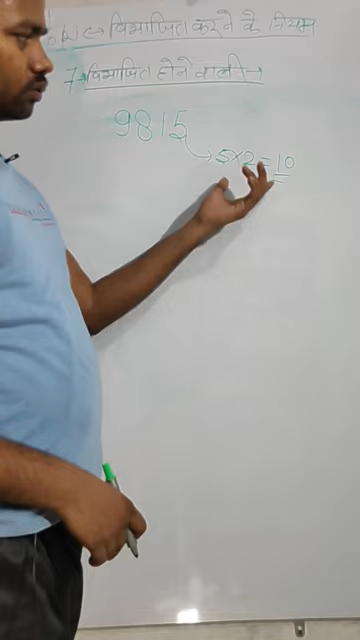 विभाजित करने के नियम
7 → विभाजित होने वाली →
9815
5×2=10